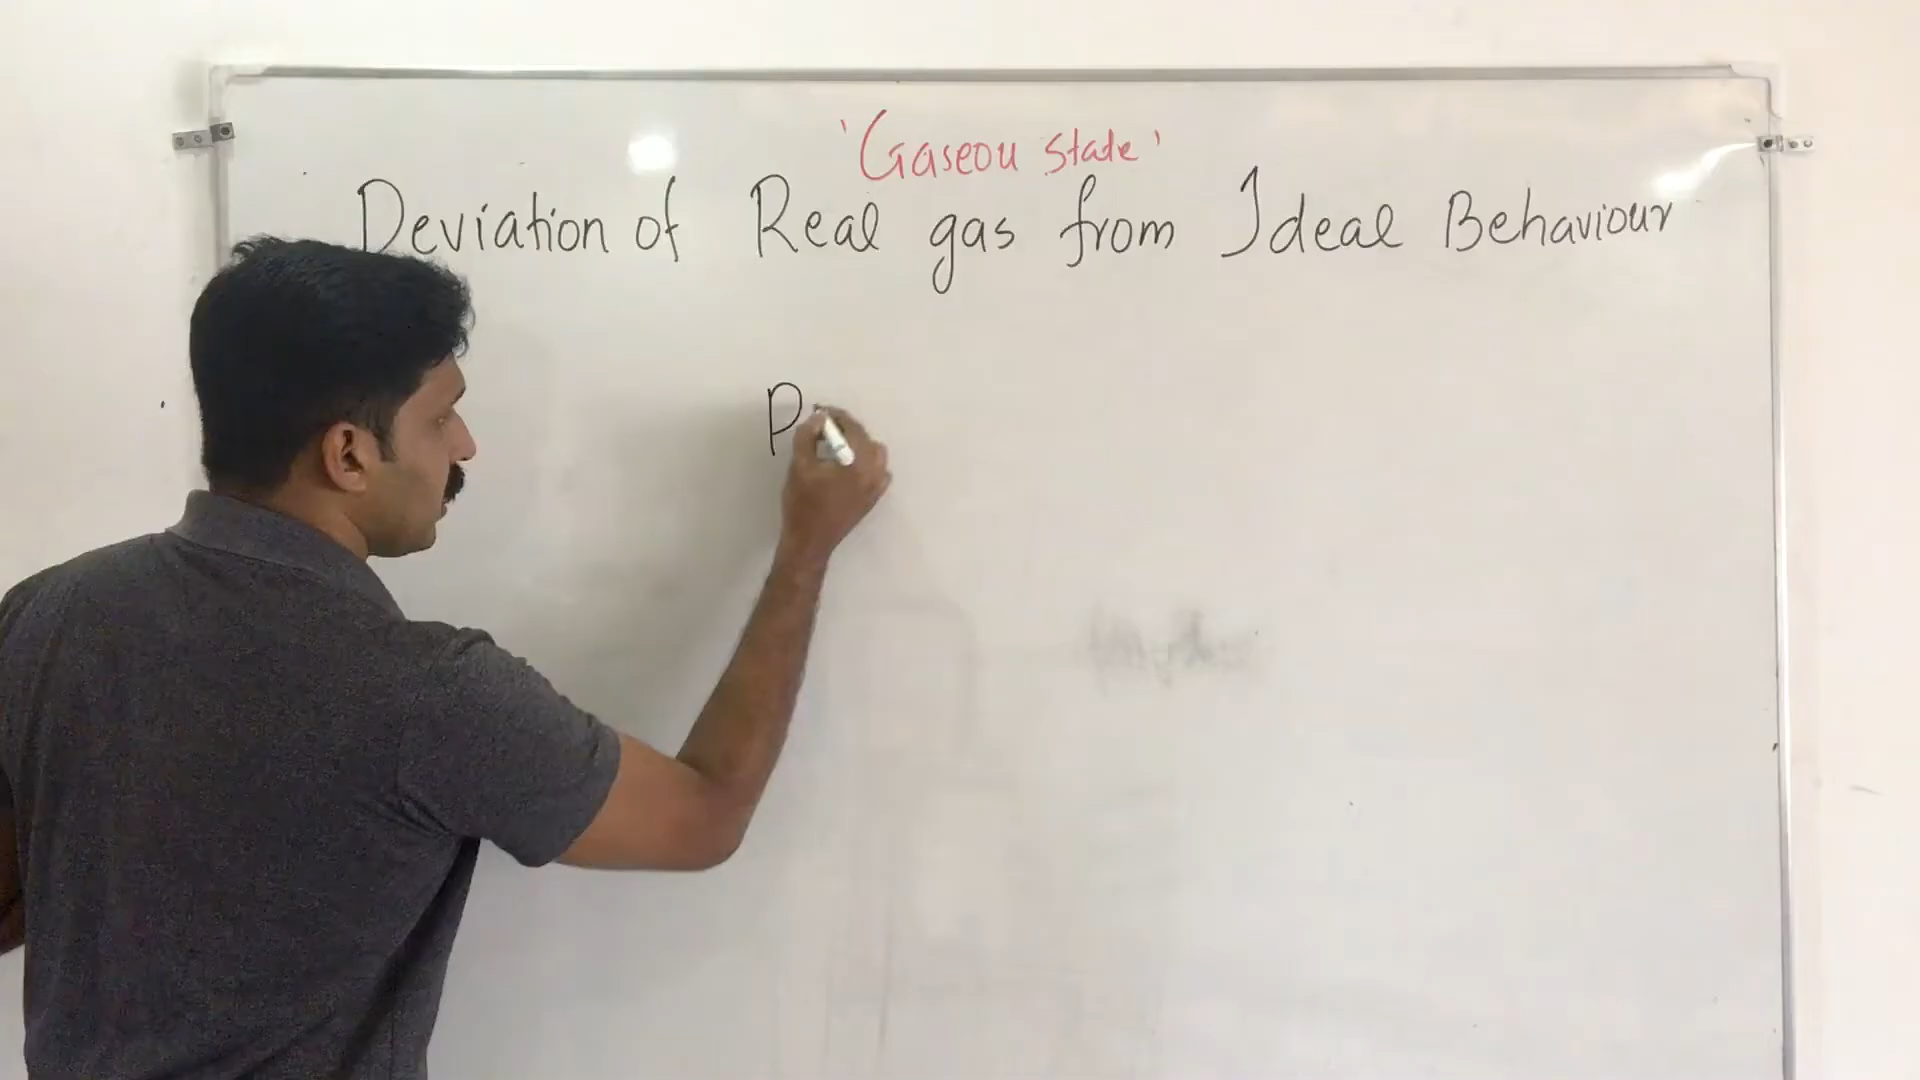 'Gaseou state'
Deviation of Real gas from Ideal Behaviour
P